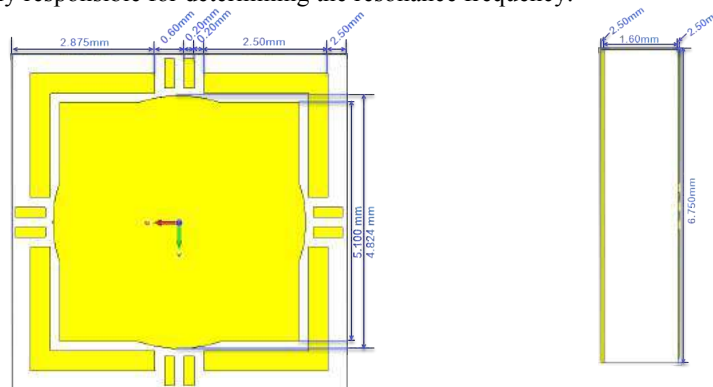 y responsible for determining the resonance frequency.
2.875mm
0.60mm
0.20mm
0.20mm
2.50mm
2.50mm
5.100 mm
4.824 mm
2.50mm
1.60mm
2.50mm
6.750mm